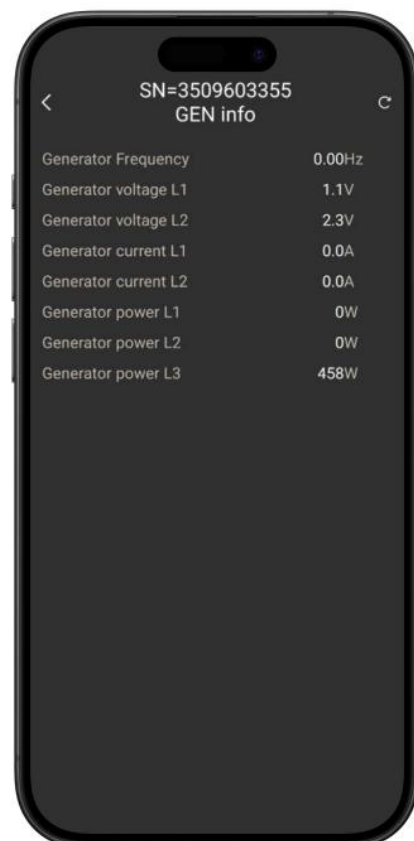 SN=3509603355
GEN info
Generator Frequency 0.00Hz
Generator voltage L1 1.1V
Generator voltage L2 2.3V
Generator current L1 0.0A
Generator current L2 0.0A
Generator power L1 0W
Generator power L2 0W
Generator power L3 458W